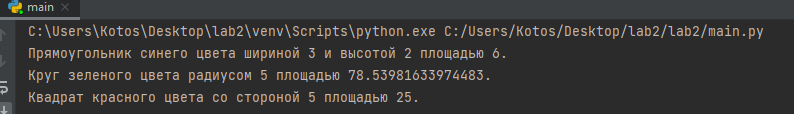 main
C:\Users\Kotos\Desktop\lab2\venv\Scripts\python.exe C:/Users/Kotos/Desktop/lab2/lab2/main.py
Прямоугольник синего цвета шириной 3 и высотой 2 площадью 6.
Круг зеленого цвета радиусом 5 площадью 78.53981633974483.
Квадрат красного цвета со стороной 5 площадью 25.